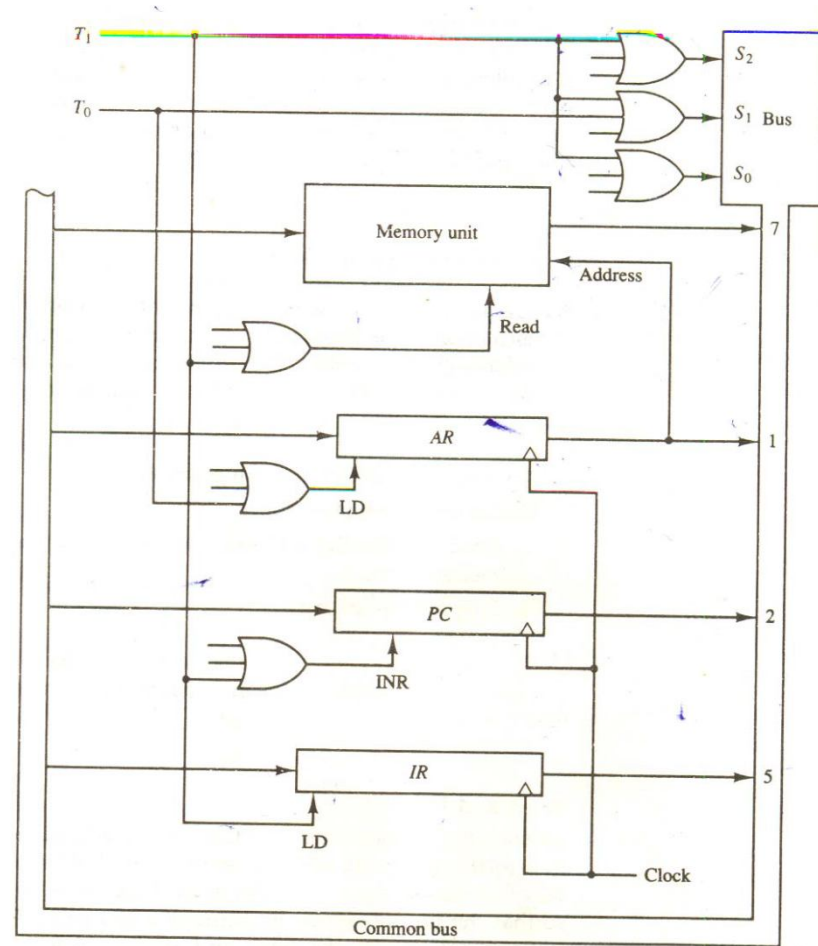 T₁
S₂
T₀
S₁ Bus
S₀
Memory unit
7
Address
Read
AR
1
LD
PC
2
INR
IR
5
LD
Clock
Common bus